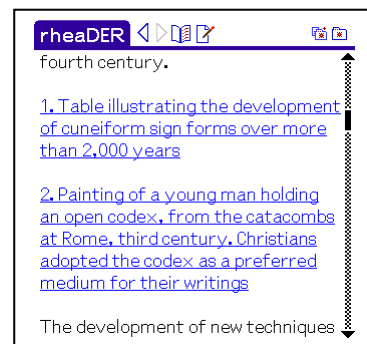 rheaDER
fourth century.
1. Table illustrating the development
of cuneiform sign forms over more
than 2,000 years
2. Painting of a young man holding
an open codex, from the catacombs
at Rome, third century. Christians
adopted the codex as a preferred
medium for their writings
The development of new techniques